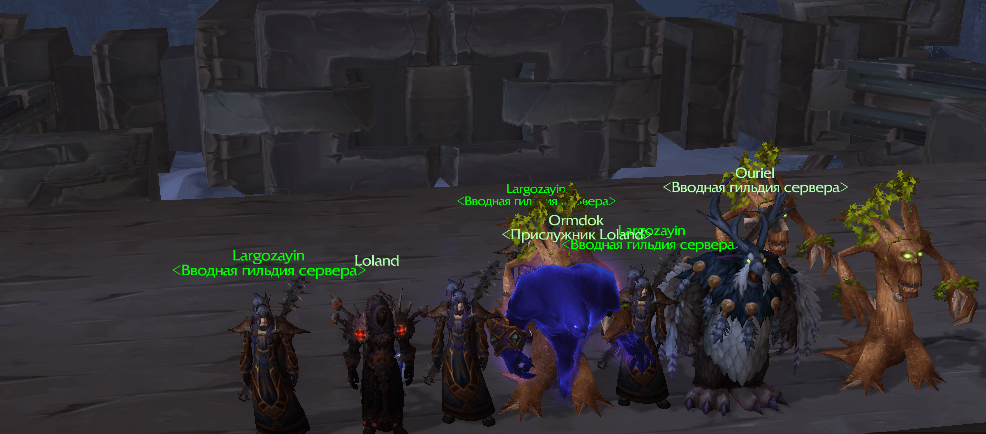 Ouriel
<Вводная гильдия сервера>
Largozayin
<Вводная гильдия сервера>
Ormdok
<Прислужник Loland>
Largozayin
<Вводная гильдия сервера
Largozayin
<Вводная гильдия сервера>
Loland